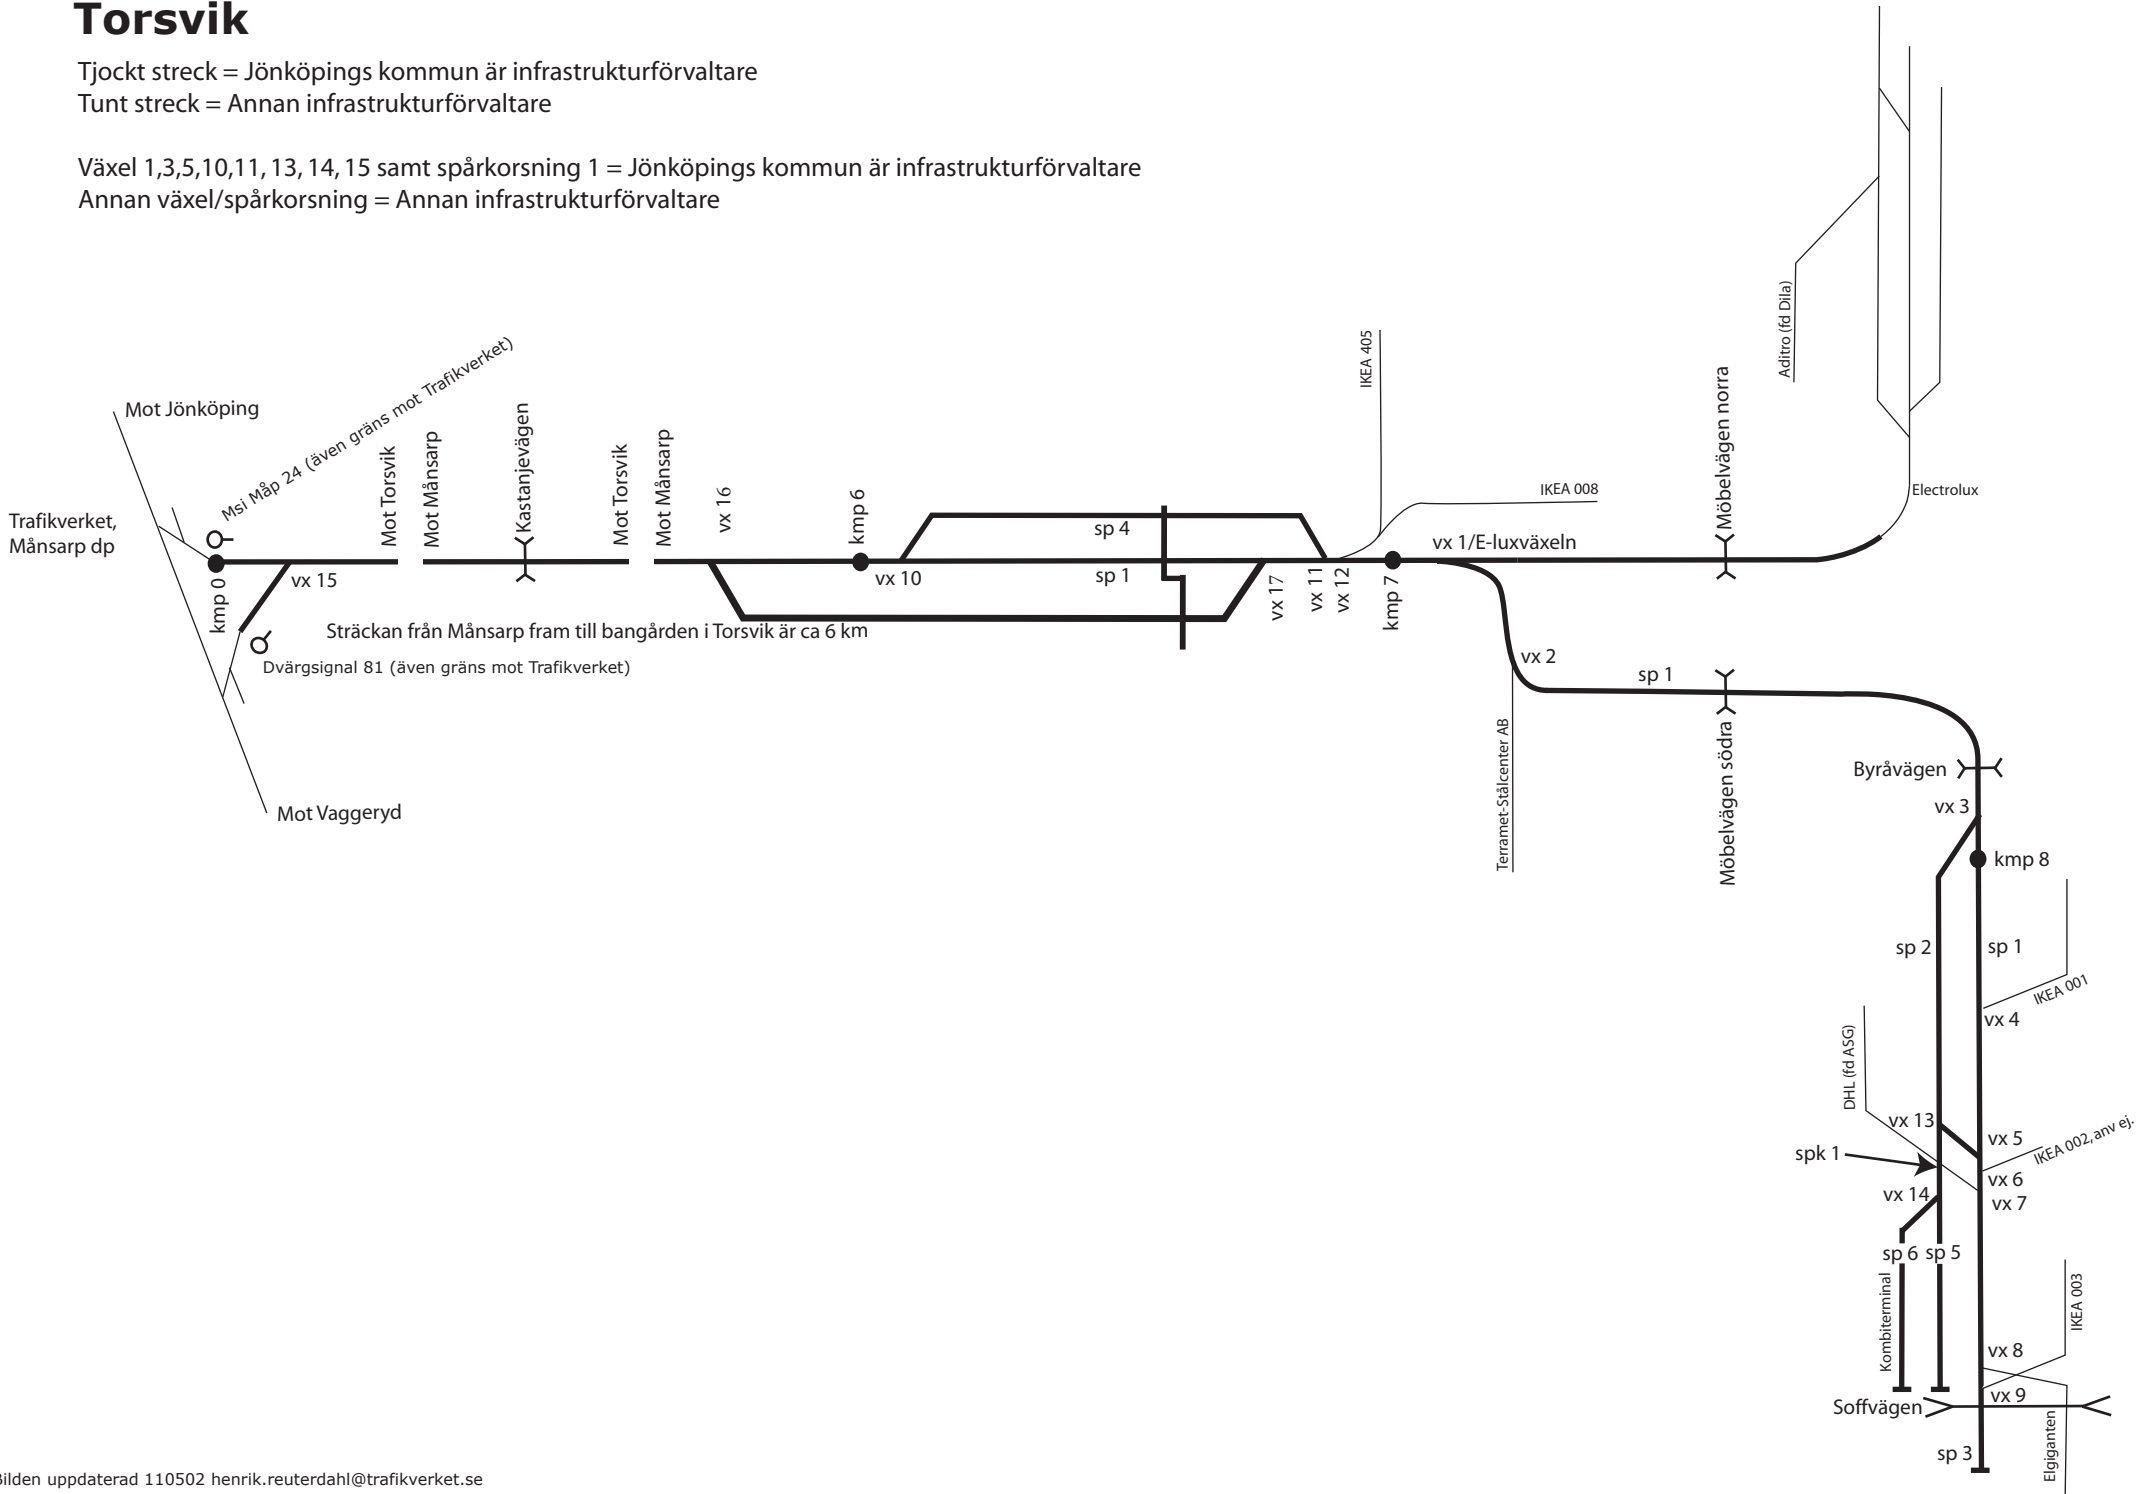 Torsvik
Tjockt streck = Jönköpings kommun är infrastrukturförvaltare
Tunt streck = Annan infrastrukturförvaltare
Växel 1,3,5,10,11, 13, 14, 15 samt spårkorsning 1 = Jönköpings kommun är infrastrukturförvaltare
Annan växel/spårkorsning = Annan infrastrukturförvaltare
Mot Jönköping
Msi Måp 24 (även gräns mot Trafikverket)
Trafikverket,
Månsarp dp
kmp 0
vx 15
Mot Torsvik
Mot Månsarp
Kastanjevägen
Mot Torsvik
Mot Månsarp
vx 16
kmp 6
vx 10
sp 4
sp 1
vx 17
vx 11
vx 12
kmp 7
IKEA 405
IKEA 008
vx 1/E-luxväxeln
Möbelvägen norra
Aditro (fd Dila)
Electrolux
Sträckan från Månsarp fram till bangården i Torsvik är ca 6 km
Dvärgsignal 81 (även gräns mot Trafikverket)
Mot Vaggeryd
vx 2
sp 1
Terramet-Stålcenter AB
Möbelvägen södra
Byråvägen
vx 3
kmp 8
sp 2
sp 1
IKEA 001
vx 4
DHL (fd ASG)
vx 13
vx 5
IKEA 002, anv ej.
spk 1
vx 6
vx 14
vx 7
sp 6
sp 5
Kombiterminal
IKEA 003
vx 8
vx 9
Soffvägen
Elgiganten
sp 3
Bilden uppdaterad 110502 henrik.reuterdahl@trafikverket.se